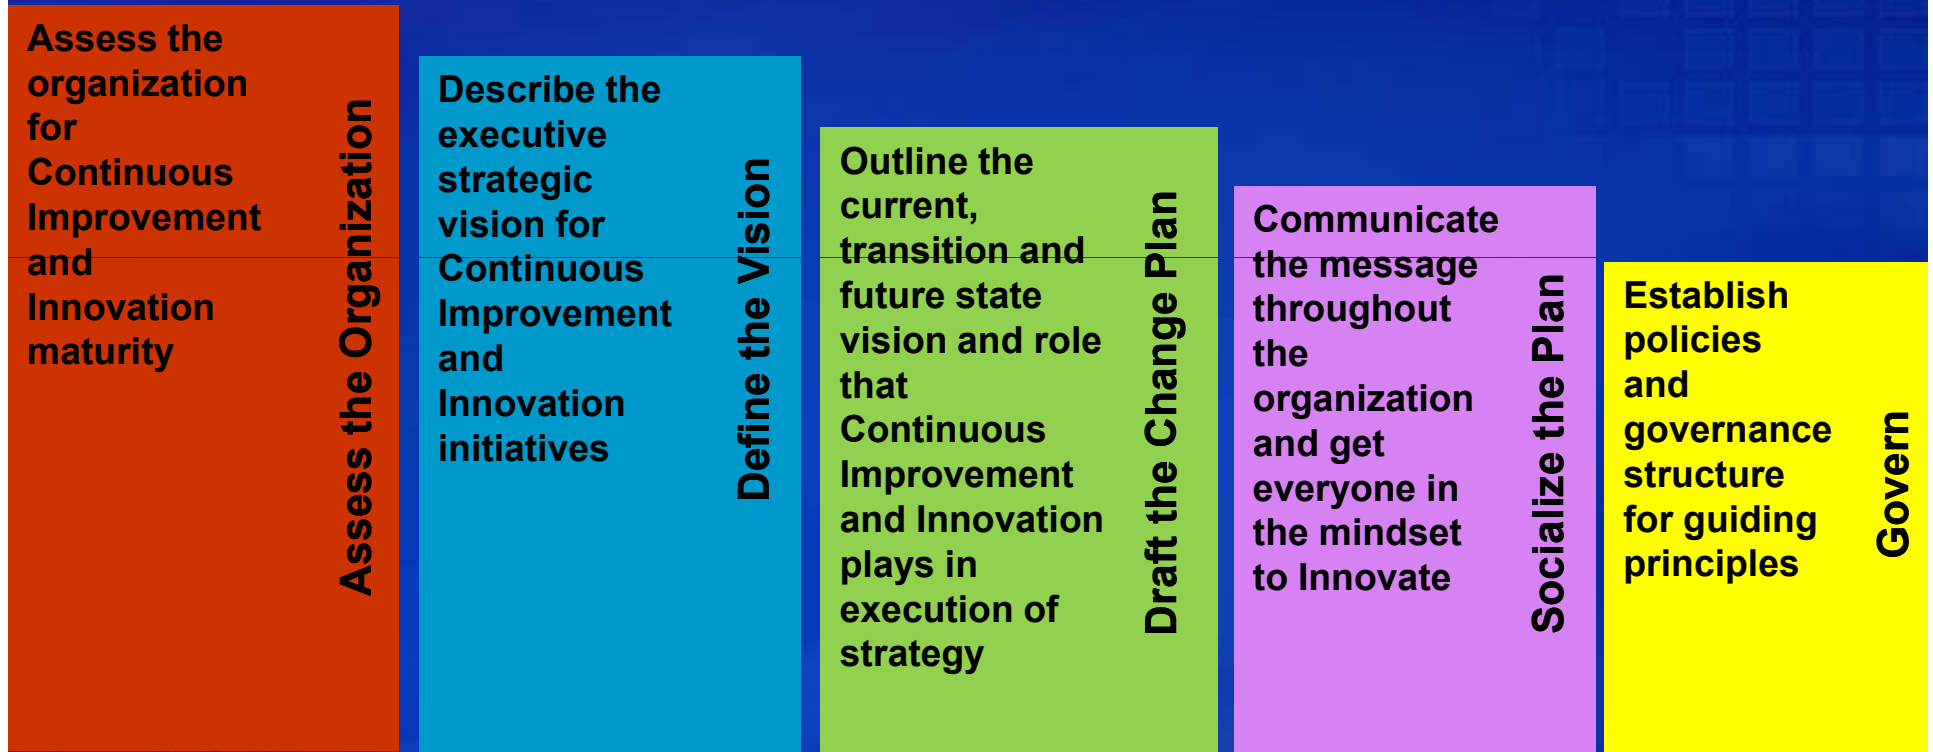 Assess the
organization
for
Continuous
Improvement
and
Innovation
maturity
Assess the Organization
Describe the
executive
strategic
vision for
Continuous
Improvement
and
Innovation
initiatives
Define the Vision
Outline the
current,
transition and
future state
vision and role
that
Continuous
Improvement
and Innovation
plays in
execution of
strategy
Draft the Change Plan
Communicate
the message
throughout
the
organization
and get
everyone in
the mindset
to Innovate
Socialize the Plan
Establish
policies
and
governance
structure
for guiding
principles
Govern